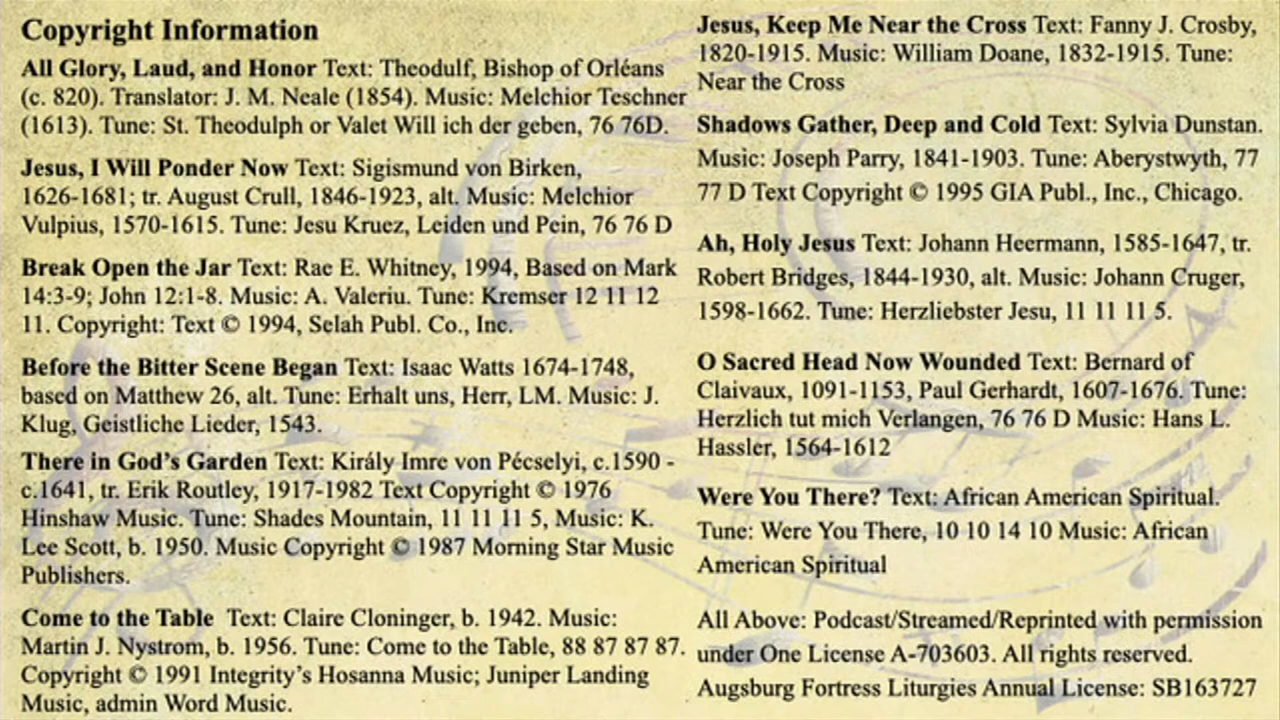 Copyright Information
All Glory, Laud, and Honor Text: Theodulf, Bishop of Orléans
(c. 820). Translator: J. M. Neale (1854). Music: Melchior Teschner
(1613). Tune: St. Theodulph or Valet Will ich der geben, 76 76D.
Jesus, I Will Ponder Now Text: Sigismund von Birken,
1626-1681; tr. August Crull, 1846-1923, alt. Music: Melchior
Vulpius, 1570-1615. Tune: Jesu Kruez, Leiden und Pein, 76 76 D
Break Open the Jar Text: Rae E. Whitney, 1994, Based on Mark
14:3-9; John 12:1-8. Music: A. Valeriu. Tune: Kremser 12 11 12
11. Copyright: Text © 1994, Selah Publ. Co., Inc.
Before the Bitter Scene Began Text: Isaac Watts 1674-1748,
based on Matthew 26, alt. Tune: Erhalt uns, Herr, LM. Music: J.
Klug, Geistliche Lieder, 1543.
There in God's Garden Text: Király Imre von Pécselyi, c.1590 -
c.1641, tr. Erik Routley, 1917-1982 Text Copyright © 1976
Hinshaw Music. Tune: Shades Mountain, 11 11 11 5, Music: K.
Lee Scott, b. 1950. Music Copyright © 1987 Morning Star Music
Publishers.
Come to the Table Text: Claire Cloninger, b. 1942. Music:
Martin J. Nystrom, b. 1956. Tune: Come to the Table, 88 87 87 87.
Copyright © 1991 Integrity's Hosanna Music; Juniper Landing
Music, admin Word Music.
Jesus, Keep Me Near the Cross Text: Fanny J. Crosby,
1820-1915. Music: William Doane, 1832-1915. Tune:
Near the Cross
Shadows Gather, Deep and Cold Text: Sylvia Dunstan.
Music: Joseph Parry, 1841-1903. Tune: Aberystwyth, 77
77 D Text Copyright © 1995 GIA Publ., Inc., Chicago.
Ah, Holy Jesus Text: Johann Heermann, 1585-1647, tr.
Robert Bridges, 1844-1930, alt. Music: Johann Cruger,
1598-1662. Tune: Herzliebster Jesu, 11 11 11 5.
O Sacred Head Now Wounded Text: Bernard of
Claivaux, 1091-1153, Paul Gerhardt, 1607-1676. Tune:
Herzlich tut mich Verlangen, 76 76 D Music: Hans L.
Hassler, 1564-1612
Were You There? Text: African American Spiritual.
Tune: Were You There, 10 10 14 10 Music: African
American Spiritual
All Above: Podcast/Streamed/Reprinted with permission
under One License A-703603. All rights reserved.
Augsburg Fortress Liturgies Annual License: SB163727